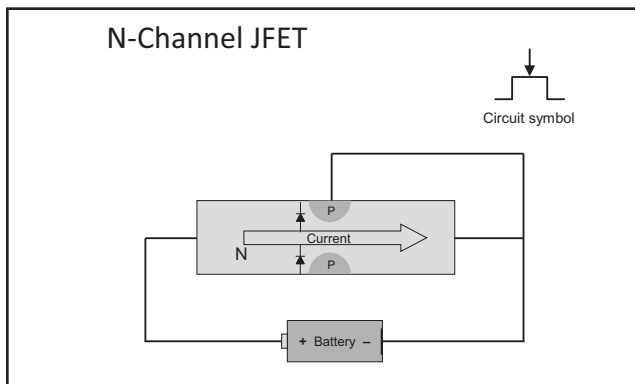 N-Channel JFET
Circuit symbol
P
Current
N
P
+ Battery –